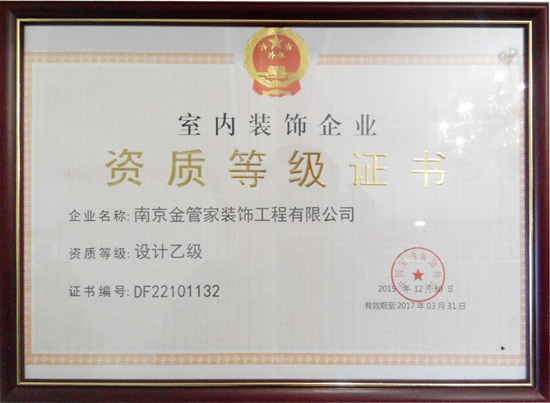 室内装饰企业
资质等级证书
企业名称: 南京金管家装饰工程有限公司
资质等级: 设计乙级
证书编号: DF22101132
2015 年 12 月 30 日
有效期至:2017 年 03 月 31 日